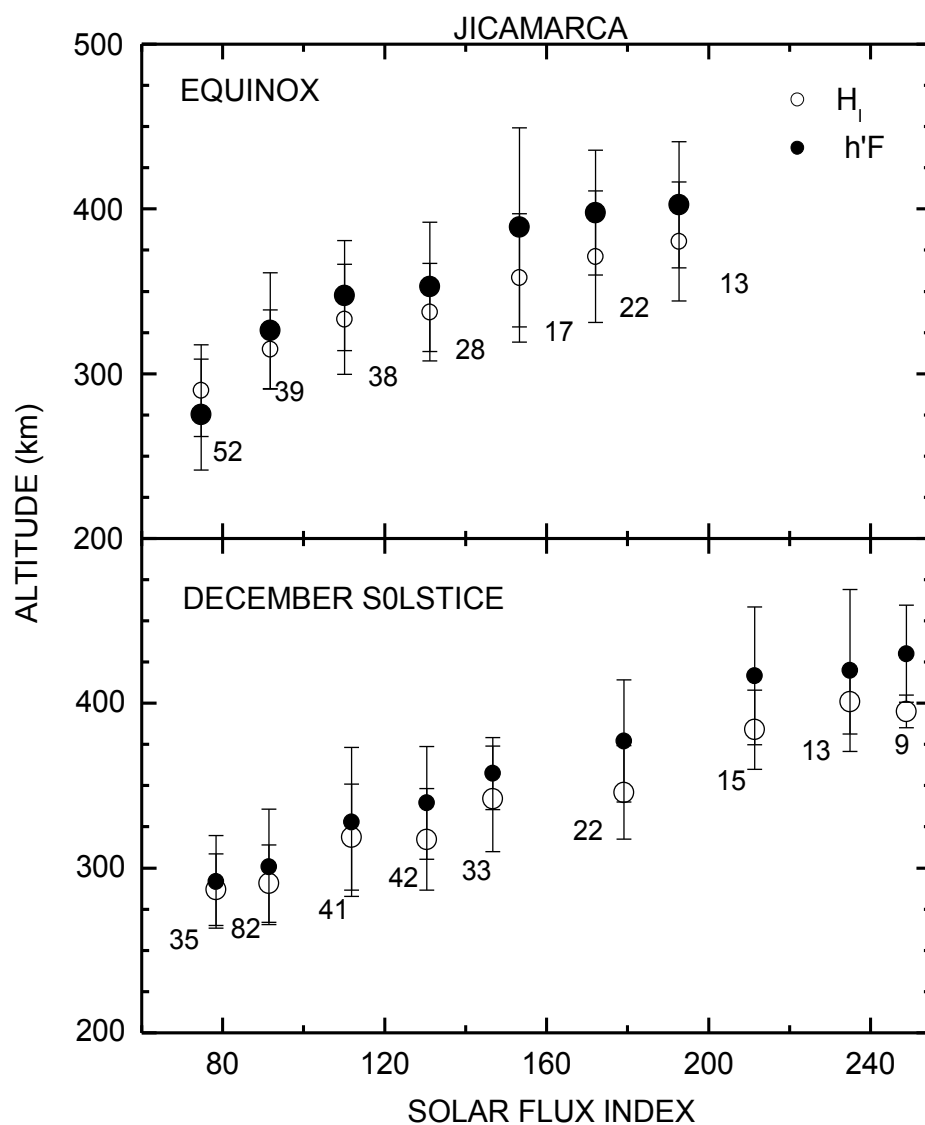 JICAMARCA
500
EQUINOX
H_I
h'F
400
300
13
22
17
28
38
39
52
200
ALTITUDE (km)
DECEMBER S0LSTICE
400
300
9
13
15
22
33
42
41
82
35
200
80 120 160 200 240
SOLAR FLUX INDEX